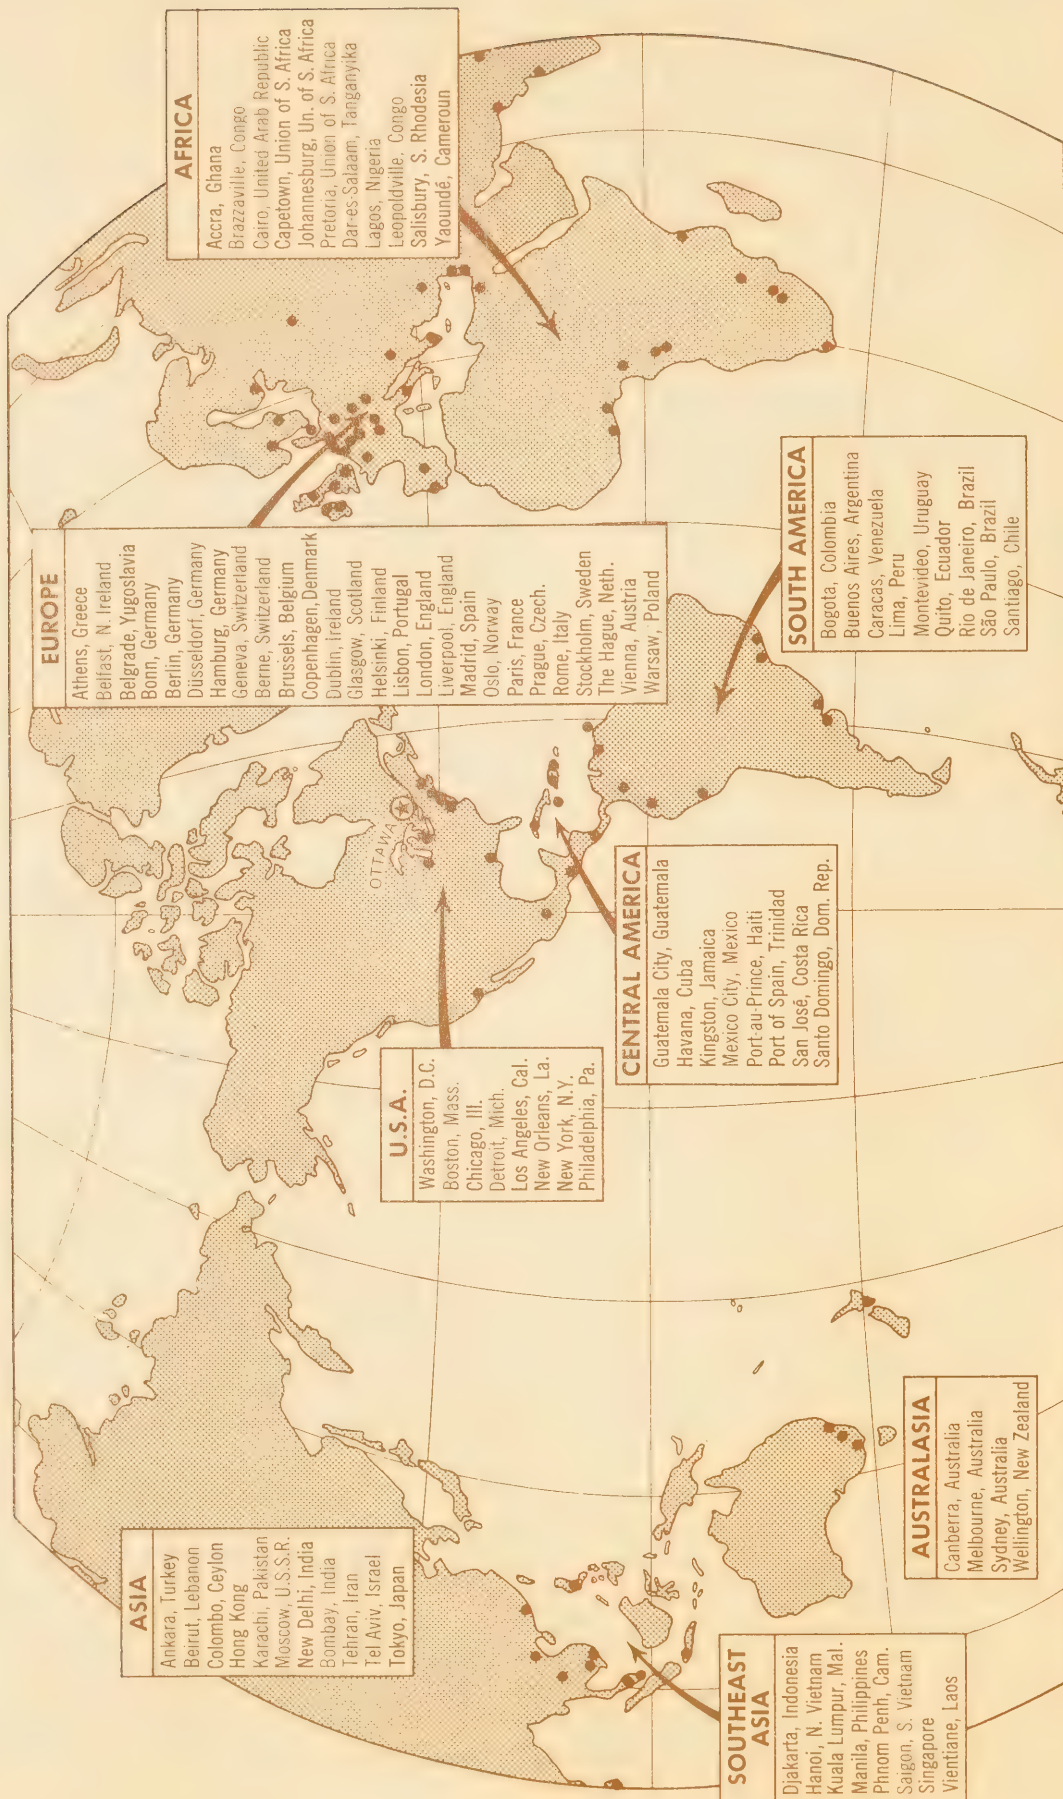 ASIA
Ankara, Turkey
Beirut, Lebanon
Colombo, Ceylon
Hong Kong
Karachi, Pakistan
Moscow, U.S.S.R.
New Delhi, India
Bombay, India
Tehran, Iran
Tel Aviv, Israel
Tokyo, Japan
EUROPE
Athens, Greece
Belfast, N. Ireland
Belgrade, Yugoslavia
Bonn, Germany
Berlin, Germany
Düsseldorf, Germany
Hamburg, Germany
Geneva, Switzerland
Berne, Switzerland
Brussels, Belgium
Copenhagen, Denmark
Dublin, Ireland
Glasgow, Scotland
Helsinki, Finland
Lisbon, Portugal
London, England
Liverpool, England
Madrid, Spain
Oslo, Norway
Paris, France
Prague, Czech.
Rome, Italy
Stockholm, Sweden
The Hague, Neth.
Vienna, Austria
Warsaw, Poland
AFRICA
Accra, Ghana
Brazzaville, Congo
Cairo, United Arab Republic
Capetown, Union of S. Africa
Johannesburg, Un. of S. Africa
Pretoria, Union of S. Africa
Dar-es-Salaam, Tanganyika
Lagos, Nigeria
Leopoldville, Congo
Salisbury, S. Rhodesia
Yaoundé, Cameroun
OTTAWA
U.S.A.
Washington, D.C.
Boston, Mass.
Chicago, Ill.
Detroit, Mich.
Los Angeles, Cal.
New Orleans, La.
New York, N.Y.
Philadelphia, Pa.
CENTRAL AMERICA
Guatemala City, Guatemala
Havana, Cuba
Kingston, Jamaica
Mexico City, Mexico
Port-au-Prince, Haiti
Port of Spain, Trinidad
San José, Costa Rica
Santo Domingo, Dom. Rep.
SOUTH AMERICA
Bogota, Colombia
Buenos Aires, Argentina
Caracas, Venezuela
Lima, Peru
Montevideo, Uruguay
Quito, Ecuador
Rio de Janeiro, Brazil
São Paulo, Brazil
Santiago, Chile
SOUTHEAST
ASIA
Djakarta, Indonesia
Hanoi, N. Vietnam
Kuala Lumpur, Mal.
Manila, Philippines
Phnom Penh, Cam.
Saigon, S. Vietnam
Singapore
Vientiane, Laos
AUSTRALASIA
Canberra, Australia
Melbourne, Australia
Sydney, Australia
Wellington, New Zealand